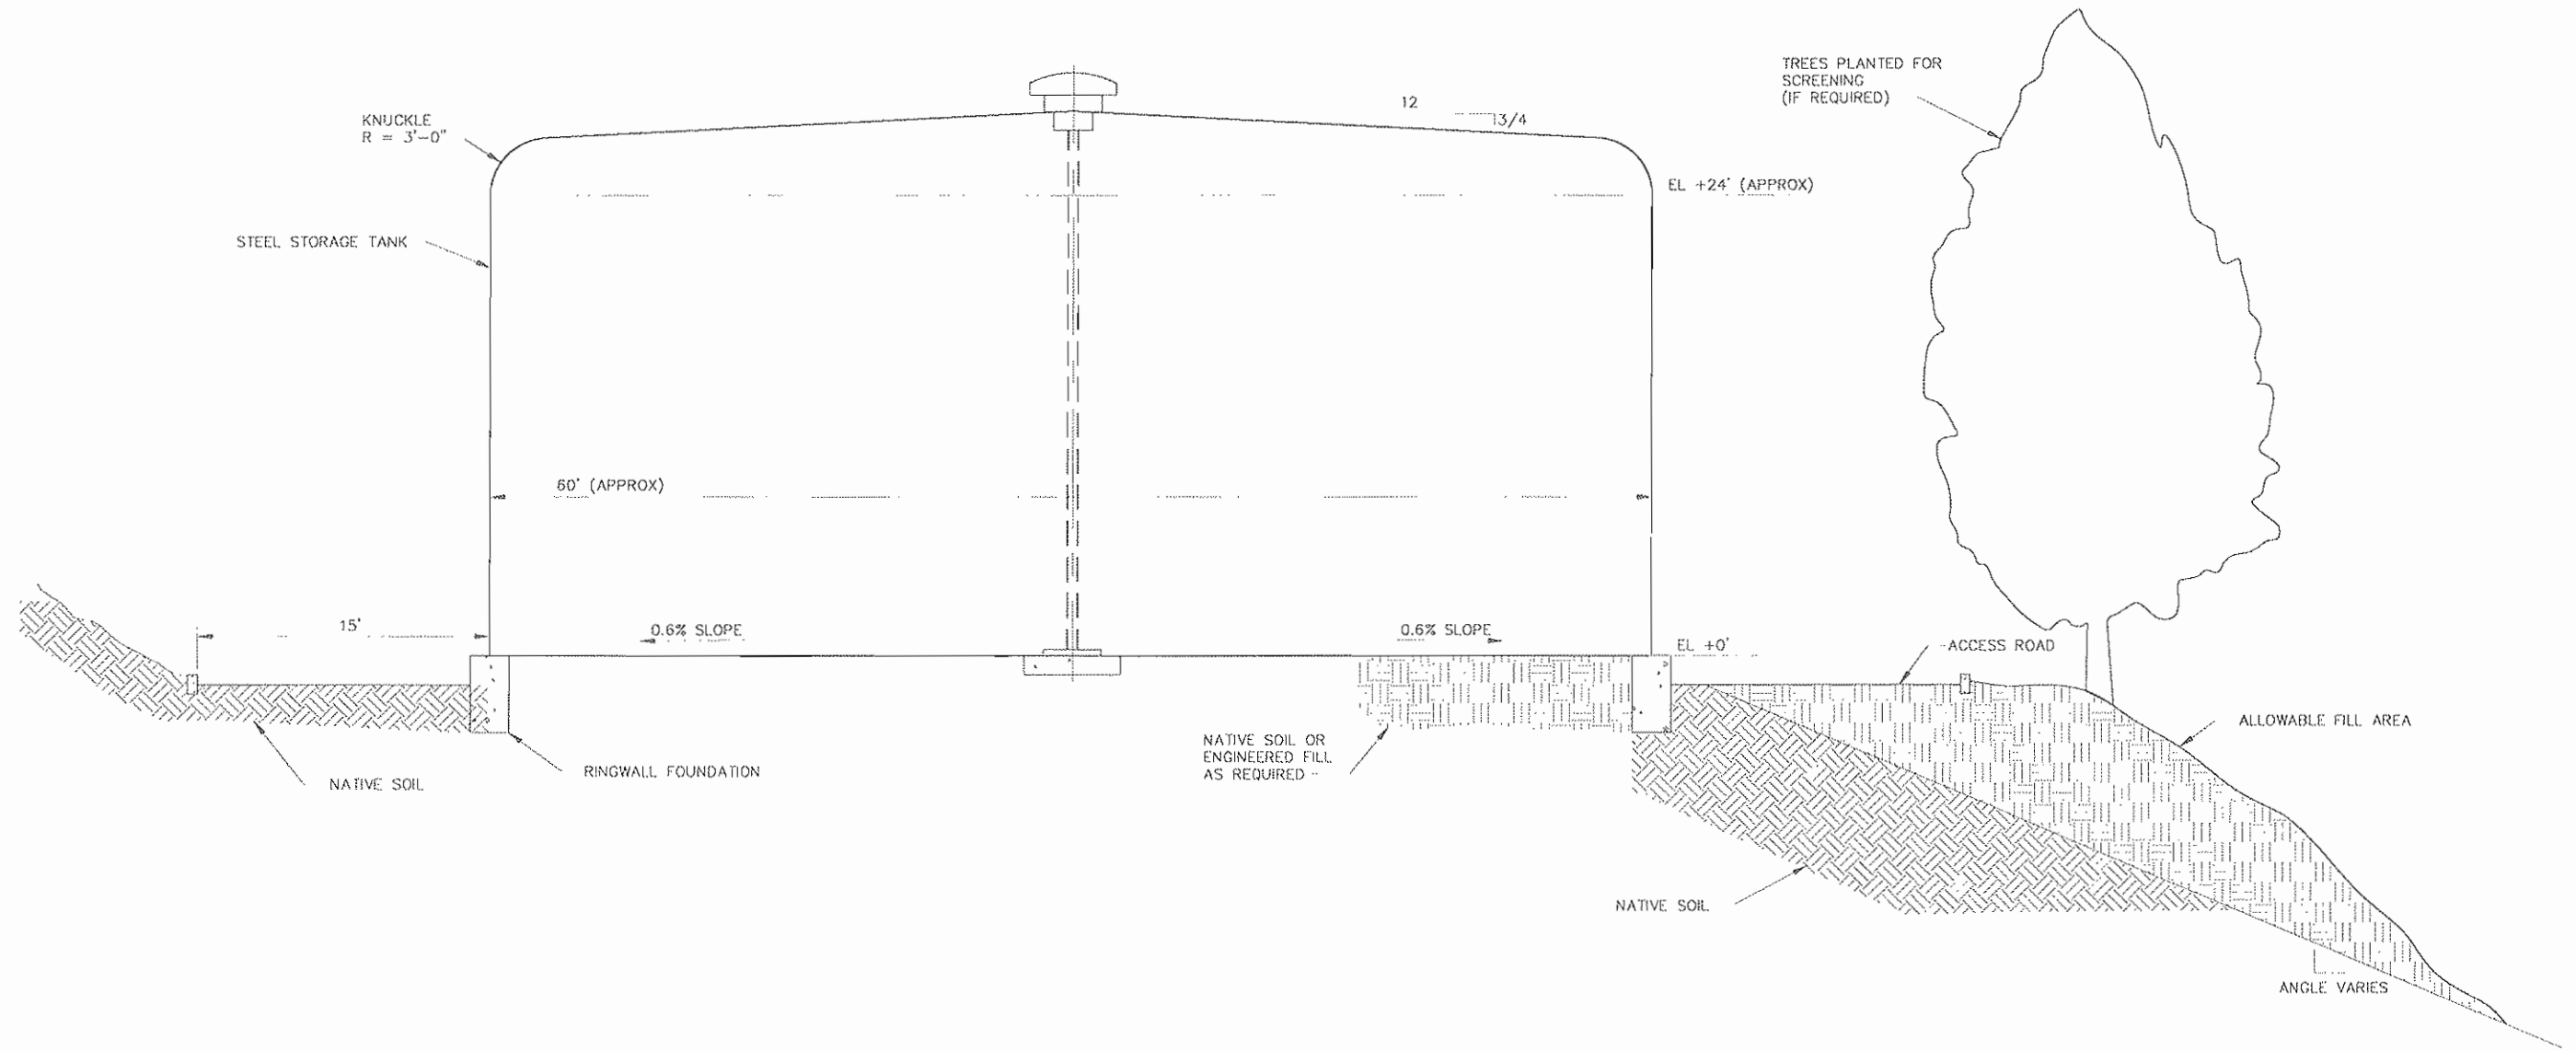 TREES PLANTED FOR
SCREENING
(IF REQUIRED)
12
3/4
KNUCKLE
R = 3'-0"
EL +24' (APPROX)
STEEL STORAGE TANK
60' (APPROX)
15'
0.6% SLOPE
0.6% SLOPE
EL +0'
ACCESS ROAD
ALLOWABLE FILL AREA
NATIVE SOIL OR
ENGINEERED FILL
AS REQUIRED
RINGWALL FOUNDATION
NATIVE SOIL
NATIVE SOIL
ANGLE VARIES